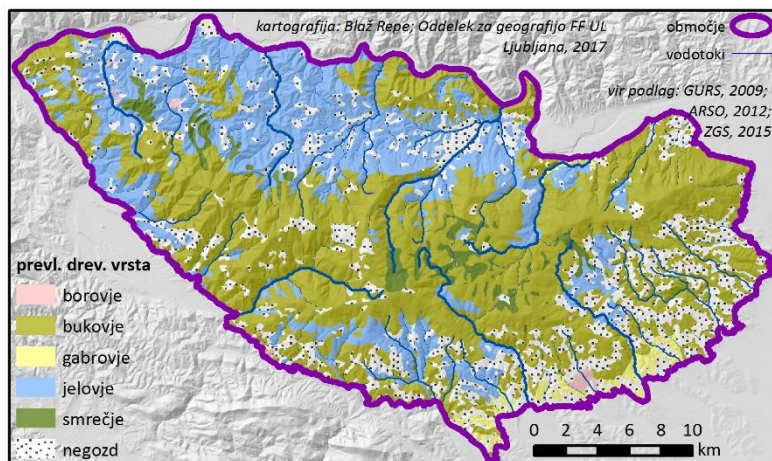 kartografija: Blaž Repe; Oddelek za geografijo FF UL
Ljubljana, 2017
območje
vodotoki
vir podlag: GURS, 2009;
ARSO, 2012;
ZGS, 2015
prevl. drev. vrsta
borovje
bukovje
gabrovje
jelovje
smrečje
negozd
0 2 4 6 8 10
km